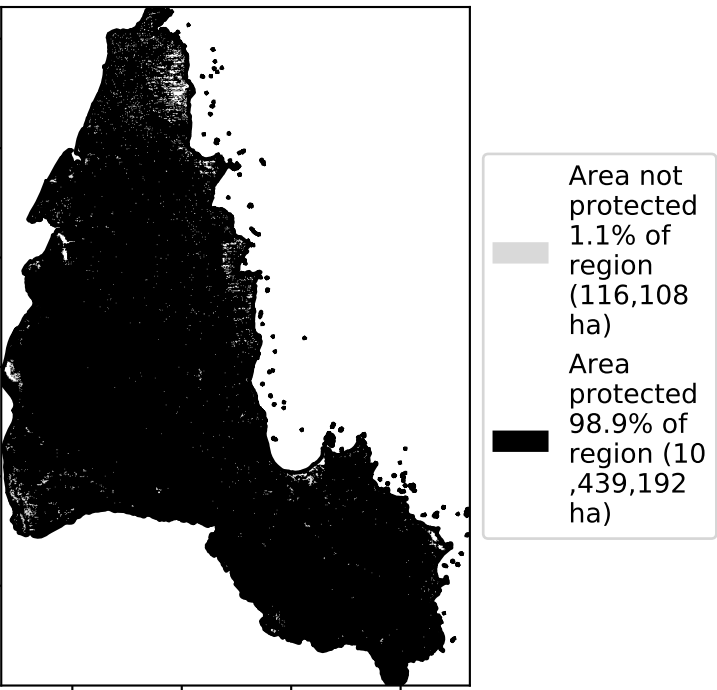 Area not
protected
1.1% of
region
(116,108
ha)
Area
protected
98.9% of
region (10
,439,192
ha)